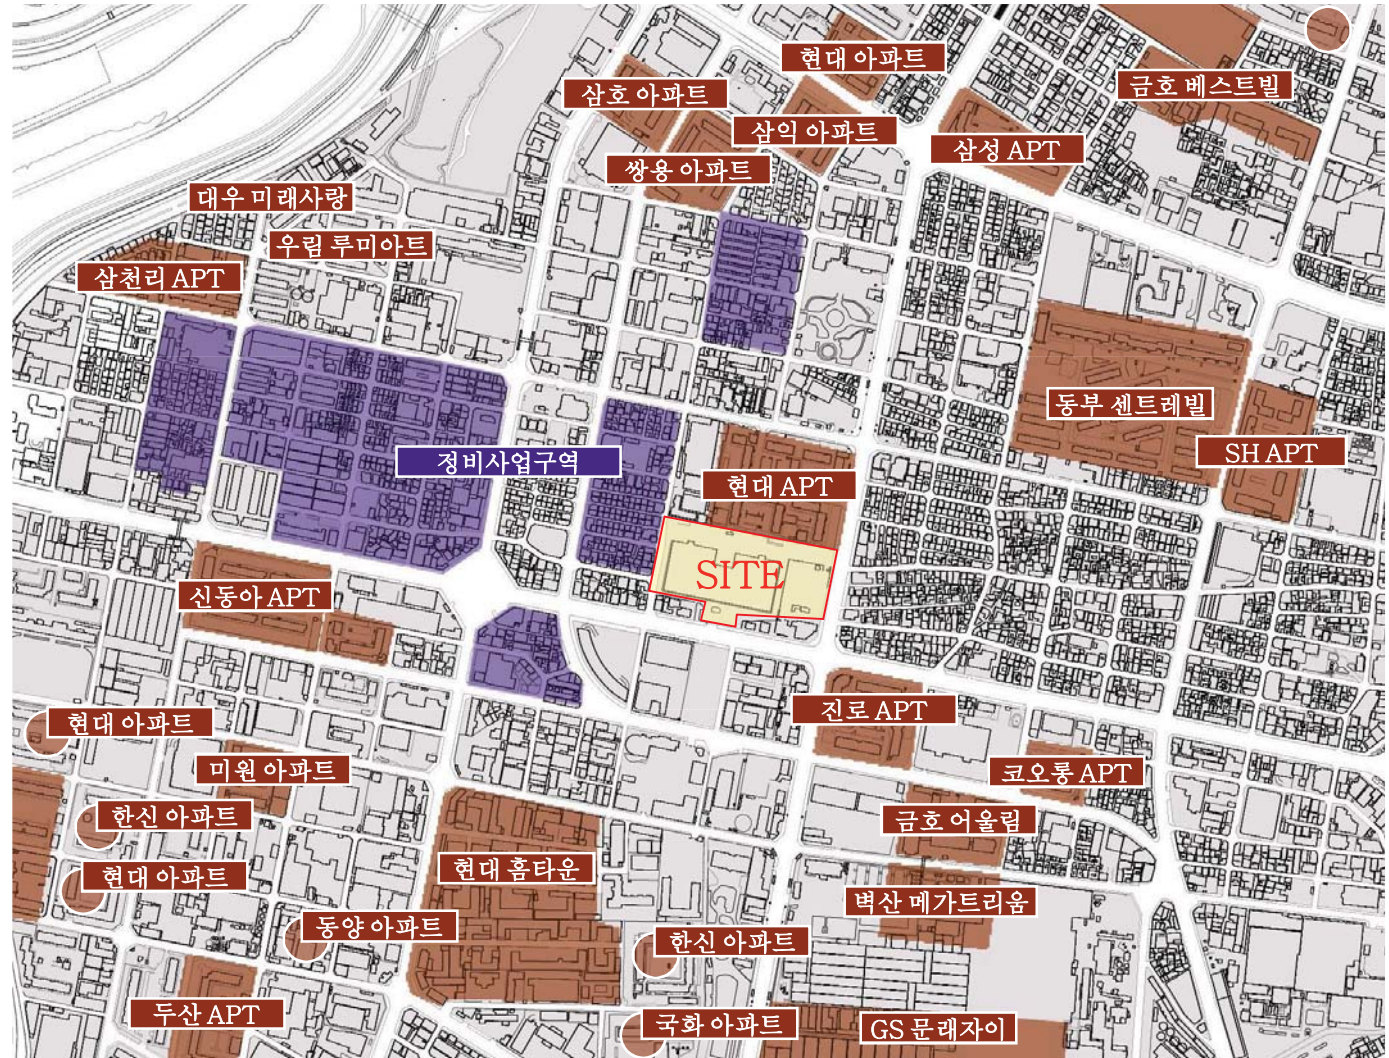 현대 아파트
금호 베스트빌
삼호 아파트
삼익 아파트
삼성 APT
쌍용 아파트
대우 미래사랑
우림 루미아트
삼천리 APT
동부 센트레빌
SH APT
정비사업구역
현대 APT
SITE
신동아 APT
진로 APT
현대 아파트
미원 아파트
코오롱 APT
한신 아파트
금호 어울림
현대 홈타운
현대 아파트
벽산 메가트리움
동양 아파트
한신 아파트
두산 APT
국화 아파트
GS 문래자이